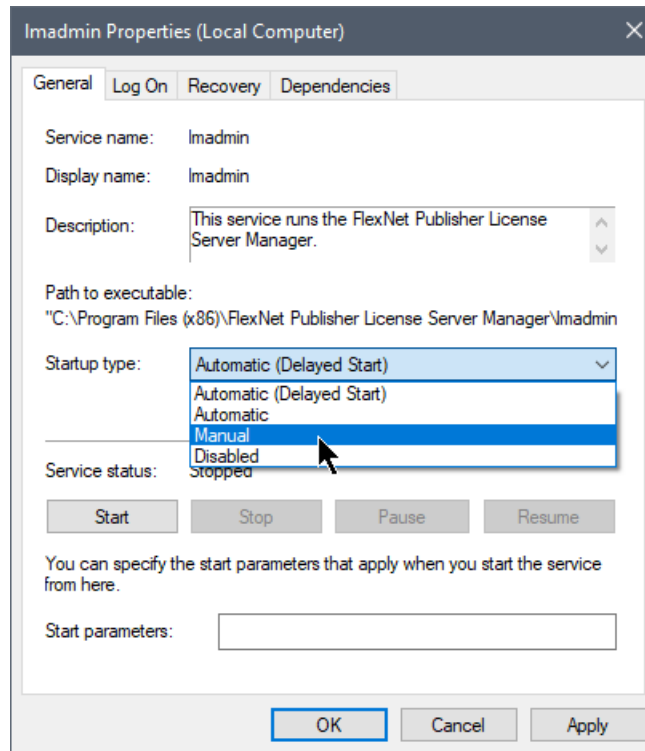 lmadmin Properties (Local Computer)
General Log On Recovery Dependencies
Service name: lmadmin
Display name: lmadmin
Description: This service runs the FlexNet Publisher License
Server Manager.
Path to executable:
"C:\Program Files (x86)\FlexNet Publisher License Server Manager\lmadmin
Startup type: Automatic (Delayed Start)
Automatic (Delayed Start)
Automatic
Manual
Disabled
Service status: Stopped
Start Stop Pause Resume
You can specify the start parameters that apply when you start the service
from here.
Start parameters:
OK Cancel Apply